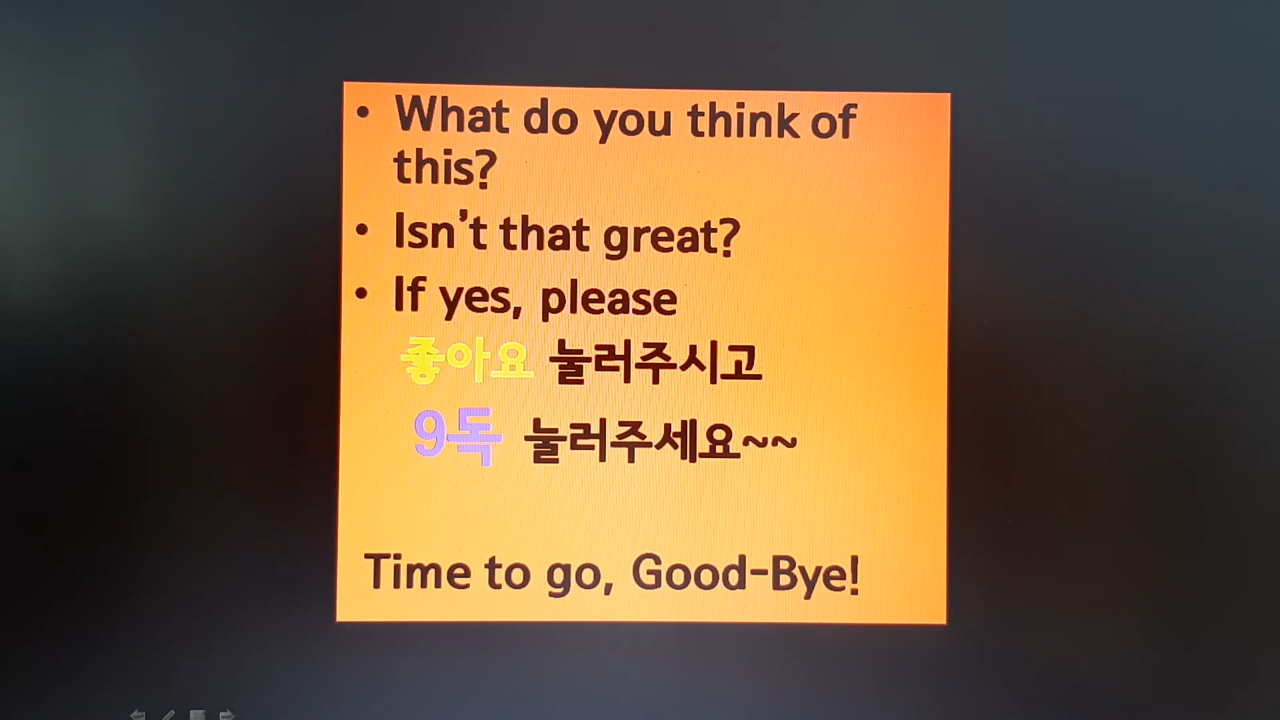 • What do you think of
this?
• Isn't that great?
• If yes, please
좋아요 눌러주시고
9독 눌러주세요~~
Time to go, Good-Bye!